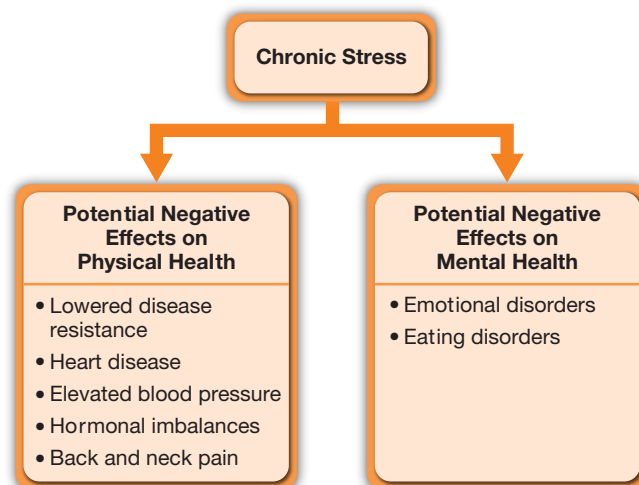 Chronic Stress
Potential Negative
Effects on
Physical Health
• Lowered disease
resistance
• Heart disease
• Elevated blood pressure
• Hormonal imbalances
• Back and neck pain
Potential Negative
Effects on
Mental Health
• Emotional disorders
• Eating disorders